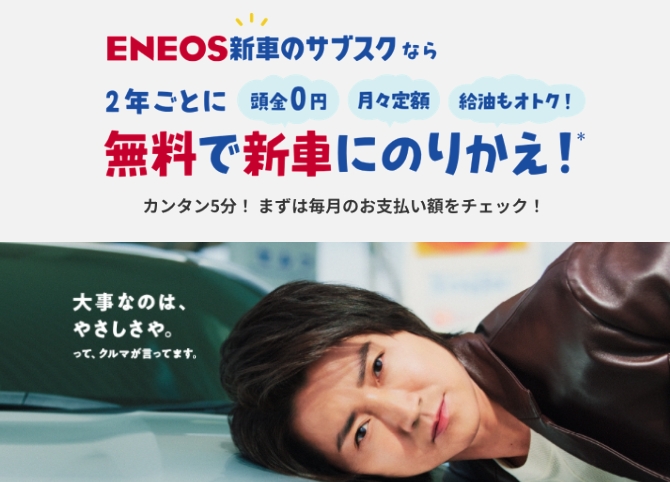 ENEOS新車のサブスクなら
2年ごとに 頭金0円 月々定額 給油もオトク！
無料で新車にのりかえ！*
カンタン5分！ まずは毎月のお支払い額をチェック！
大事なのは、
やさしさや。
って、クルマが言ってます。